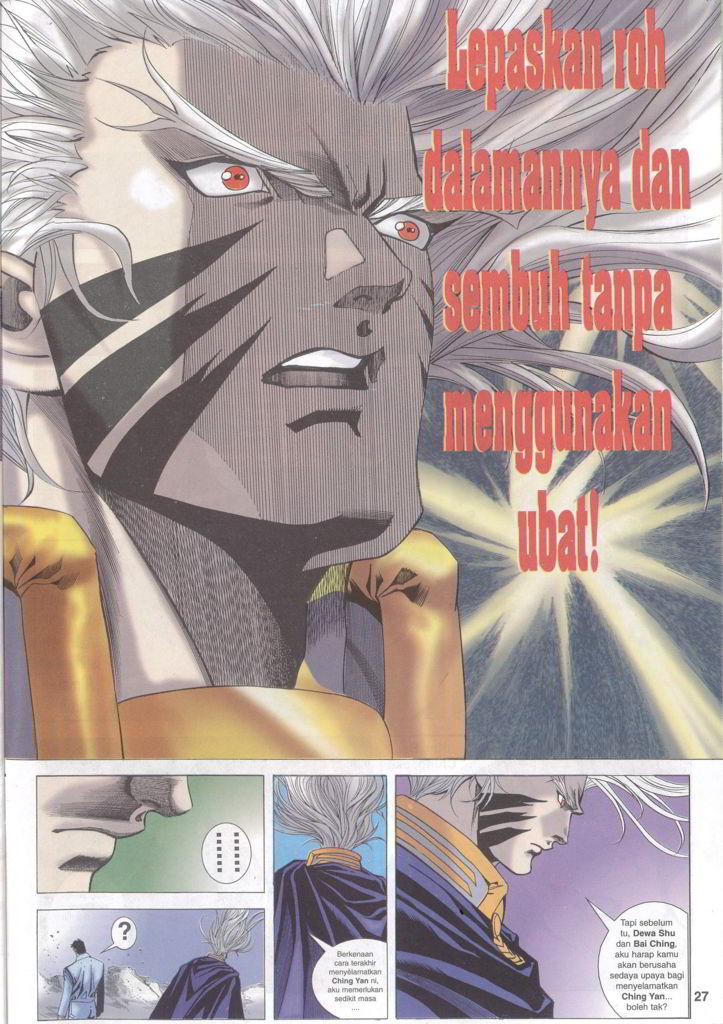 Lepaskan roh
dalamannya dan
sembuh tanpa
menggunakan
ubat!
?
Berkenaan
cara terakhir
menyelamatkan
Ching Yan ni,
aku memerlukan
sedikit masa
....
Tapi sebelum
tu, Dewa Shu
dan Bai Ching,
aku harap kamu
akan berusaha
sedaya upaya bagi
menyelamatkan
Ching Yan...
boleh tak?
27